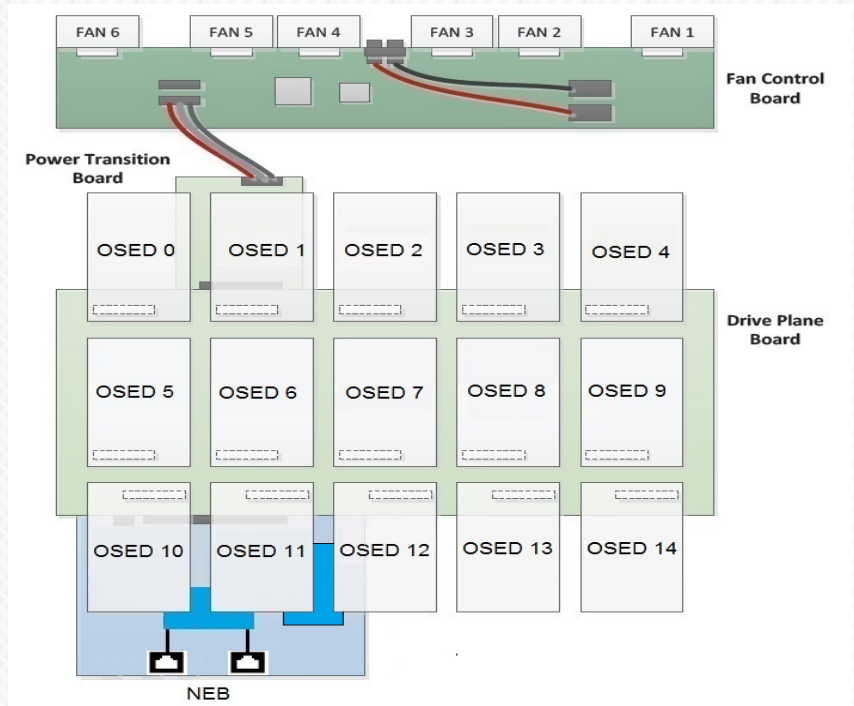 FAN 6
FAN 5
FAN 4
FAN 3
FAN 2
FAN 1
Fan Control
Board
Power Transition
Board
OSED 0
OSED 1
OSED 2
OSED 3
OSED 4
Drive Plane
Board
OSED 5
OSED 6
OSED 7
OSED 8
OSED 9
OSED 10
OSED 11
OSED 12
OSED 13
OSED 14
NEB